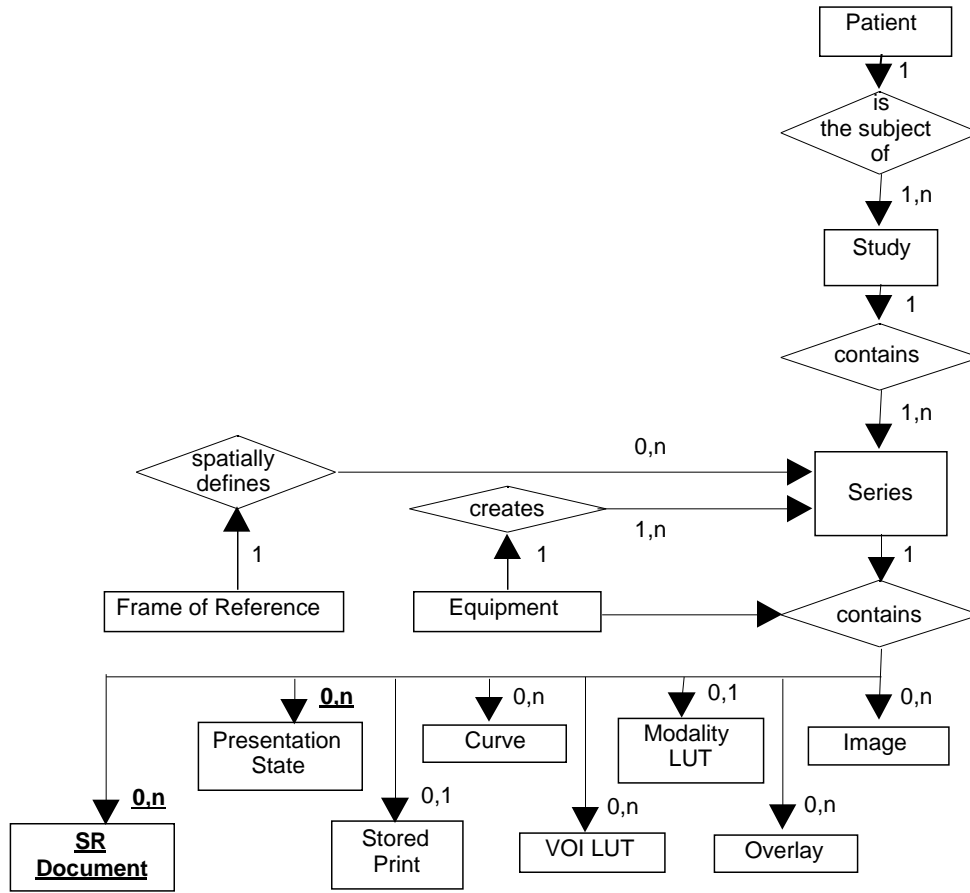 Patient
1
is
the subject
of
1,n
Study
1
contains
1,n
spatially
defines
0,n
Series
creates
1,n
1
1
1
Frame of Reference
Equipment
contains
0,n
0,n
0,1
0,n
Presentation
State
Curve
Modality
LUT
Image
0,n
0,1
0,n
0,n
SR
Document
Stored
Print
VOI LUT
Overlay